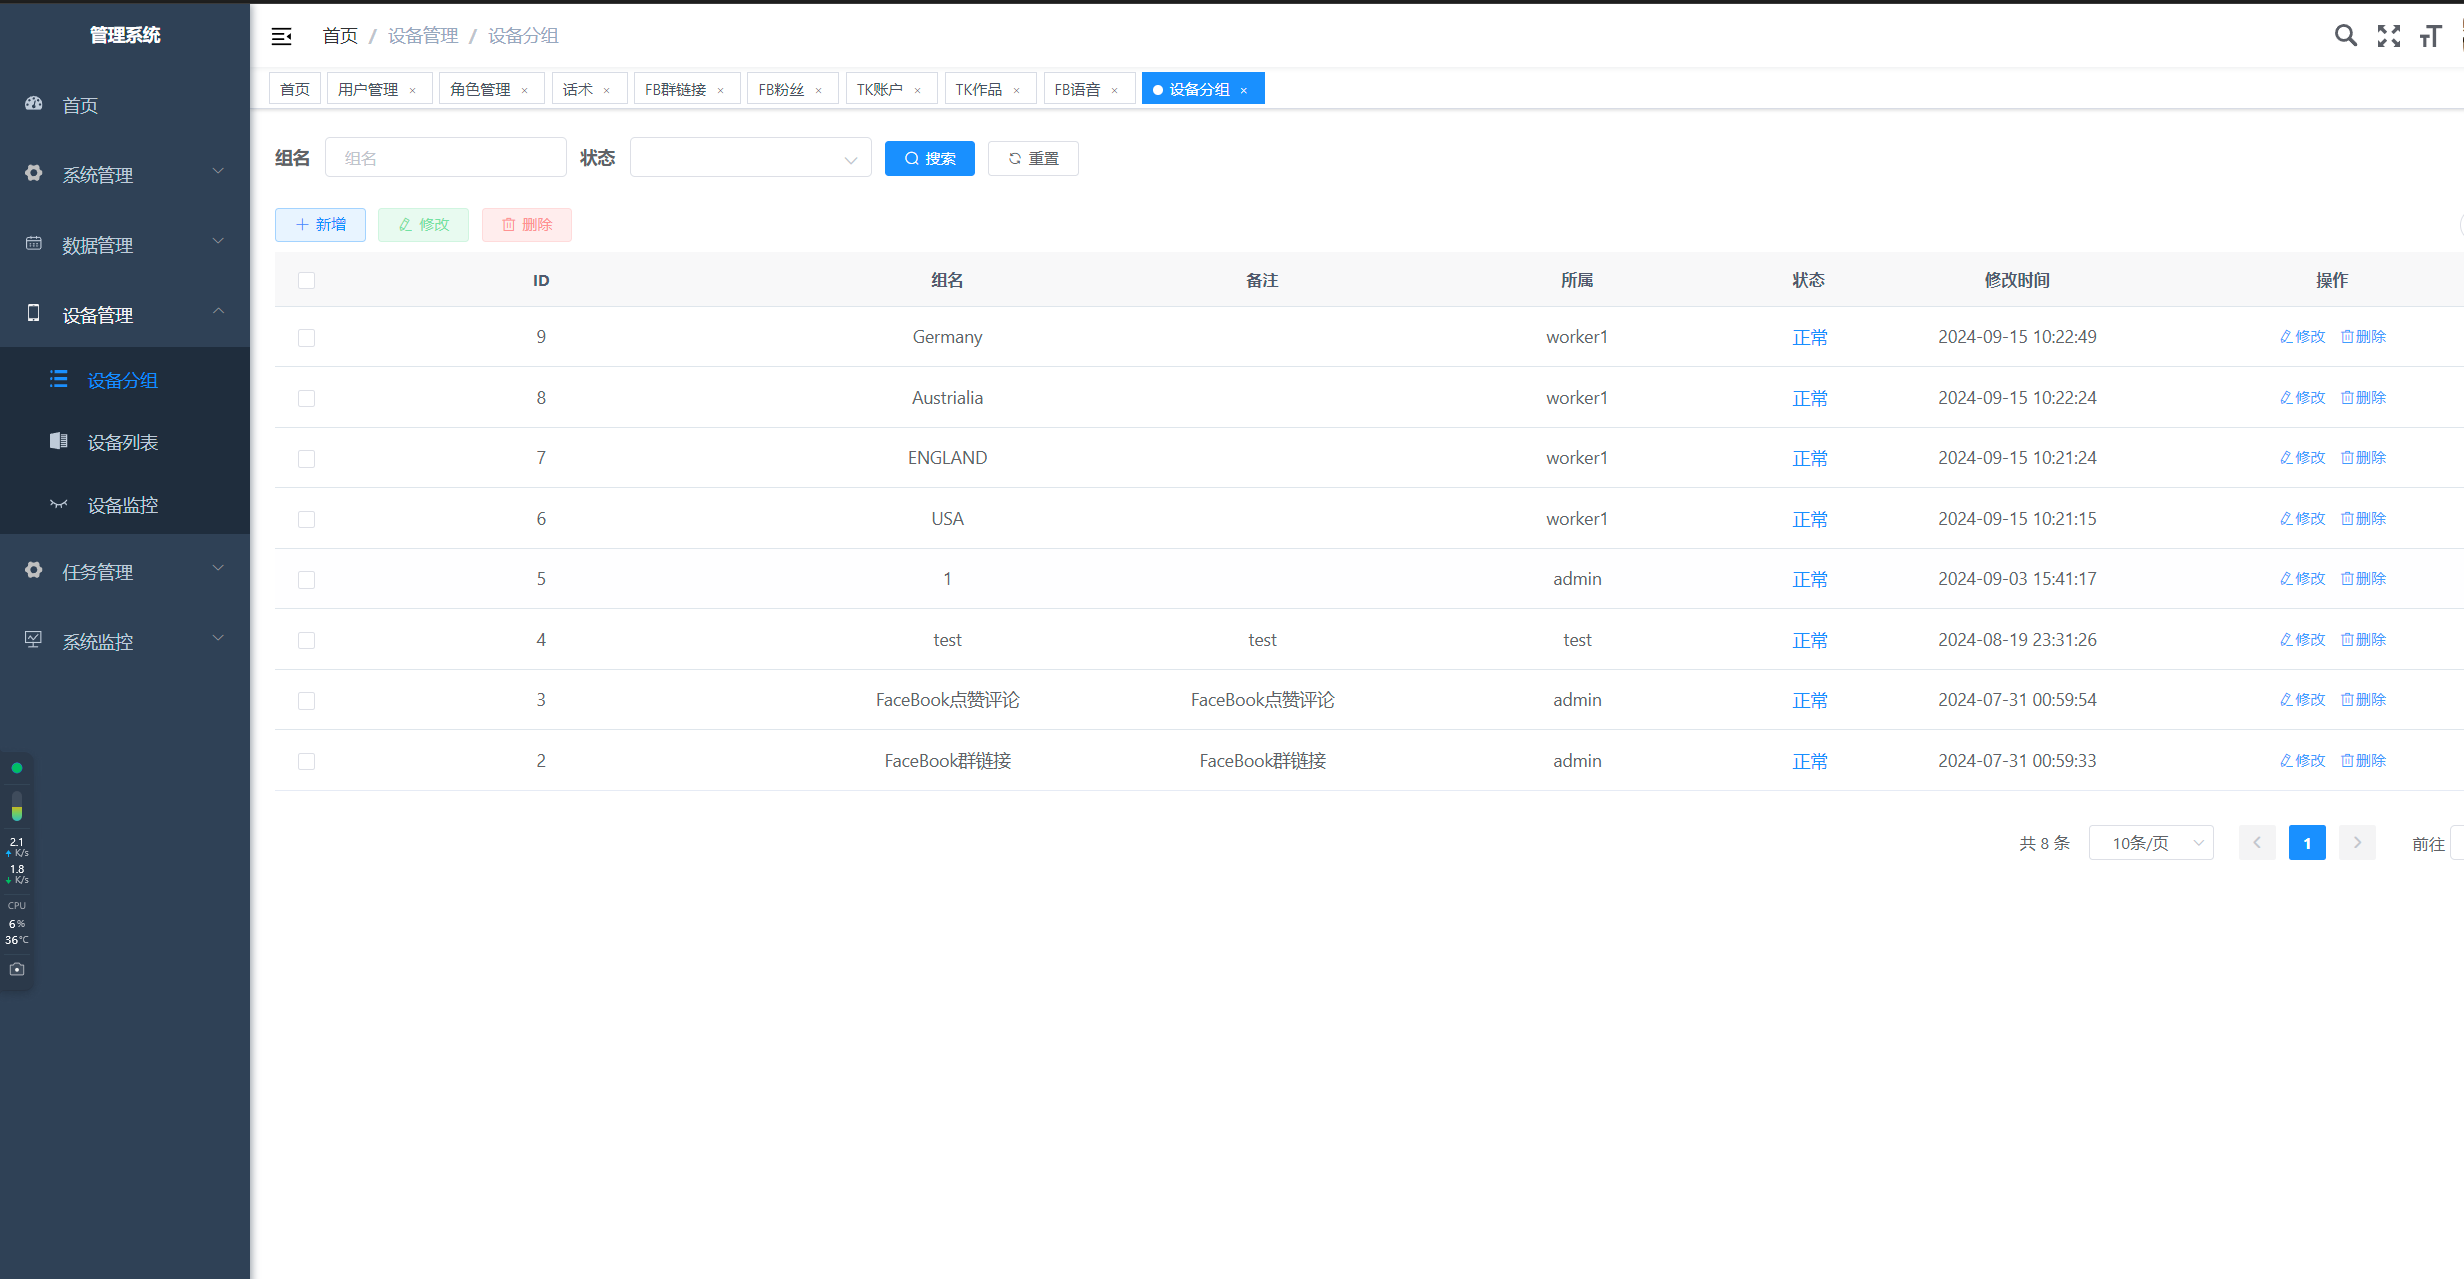 管理系统
首页 / 设备管理 / 设备分组
首页 用户管理 × 角色管理 × 话术 × FB群链接 × FB粉丝 × TK账户 × TK作品 × FB语音 × 设备分组 ×
首页
系统管理
数据管理
设备管理
设备分组
设备列表
设备监控
任务管理
系统监控
2.1
K/s
1.8
K/s
CPU
6%
36°C
组名 组名 状态 搜索 重置
新增 修改 删除
ID 组名 备注 所属 状态 修改时间 操作
9 Germany worker1 正常 2024-09-15 10:22:49 修改 删除
8 Austrialia worker1 正常 2024-09-15 10:22:24 修改 删除
7 ENGLAND worker1 正常 2024-09-15 10:21:24 修改 删除
6 USA worker1 正常 2024-09-15 10:21:15 修改 删除
5 1 admin 正常 2024-09-03 15:41:17 修改 删除
4 test test test 正常 2024-08-19 23:31:26 修改 删除
3 FaceBook点赞评论 FaceBook点赞评论 admin 正常 2024-07-31 00:59:54 修改 删除
2 FaceBook群链接 FaceBook群链接 admin 正常 2024-07-31 00:59:33 修改 删除
共 8 条 10条/页 1 前往